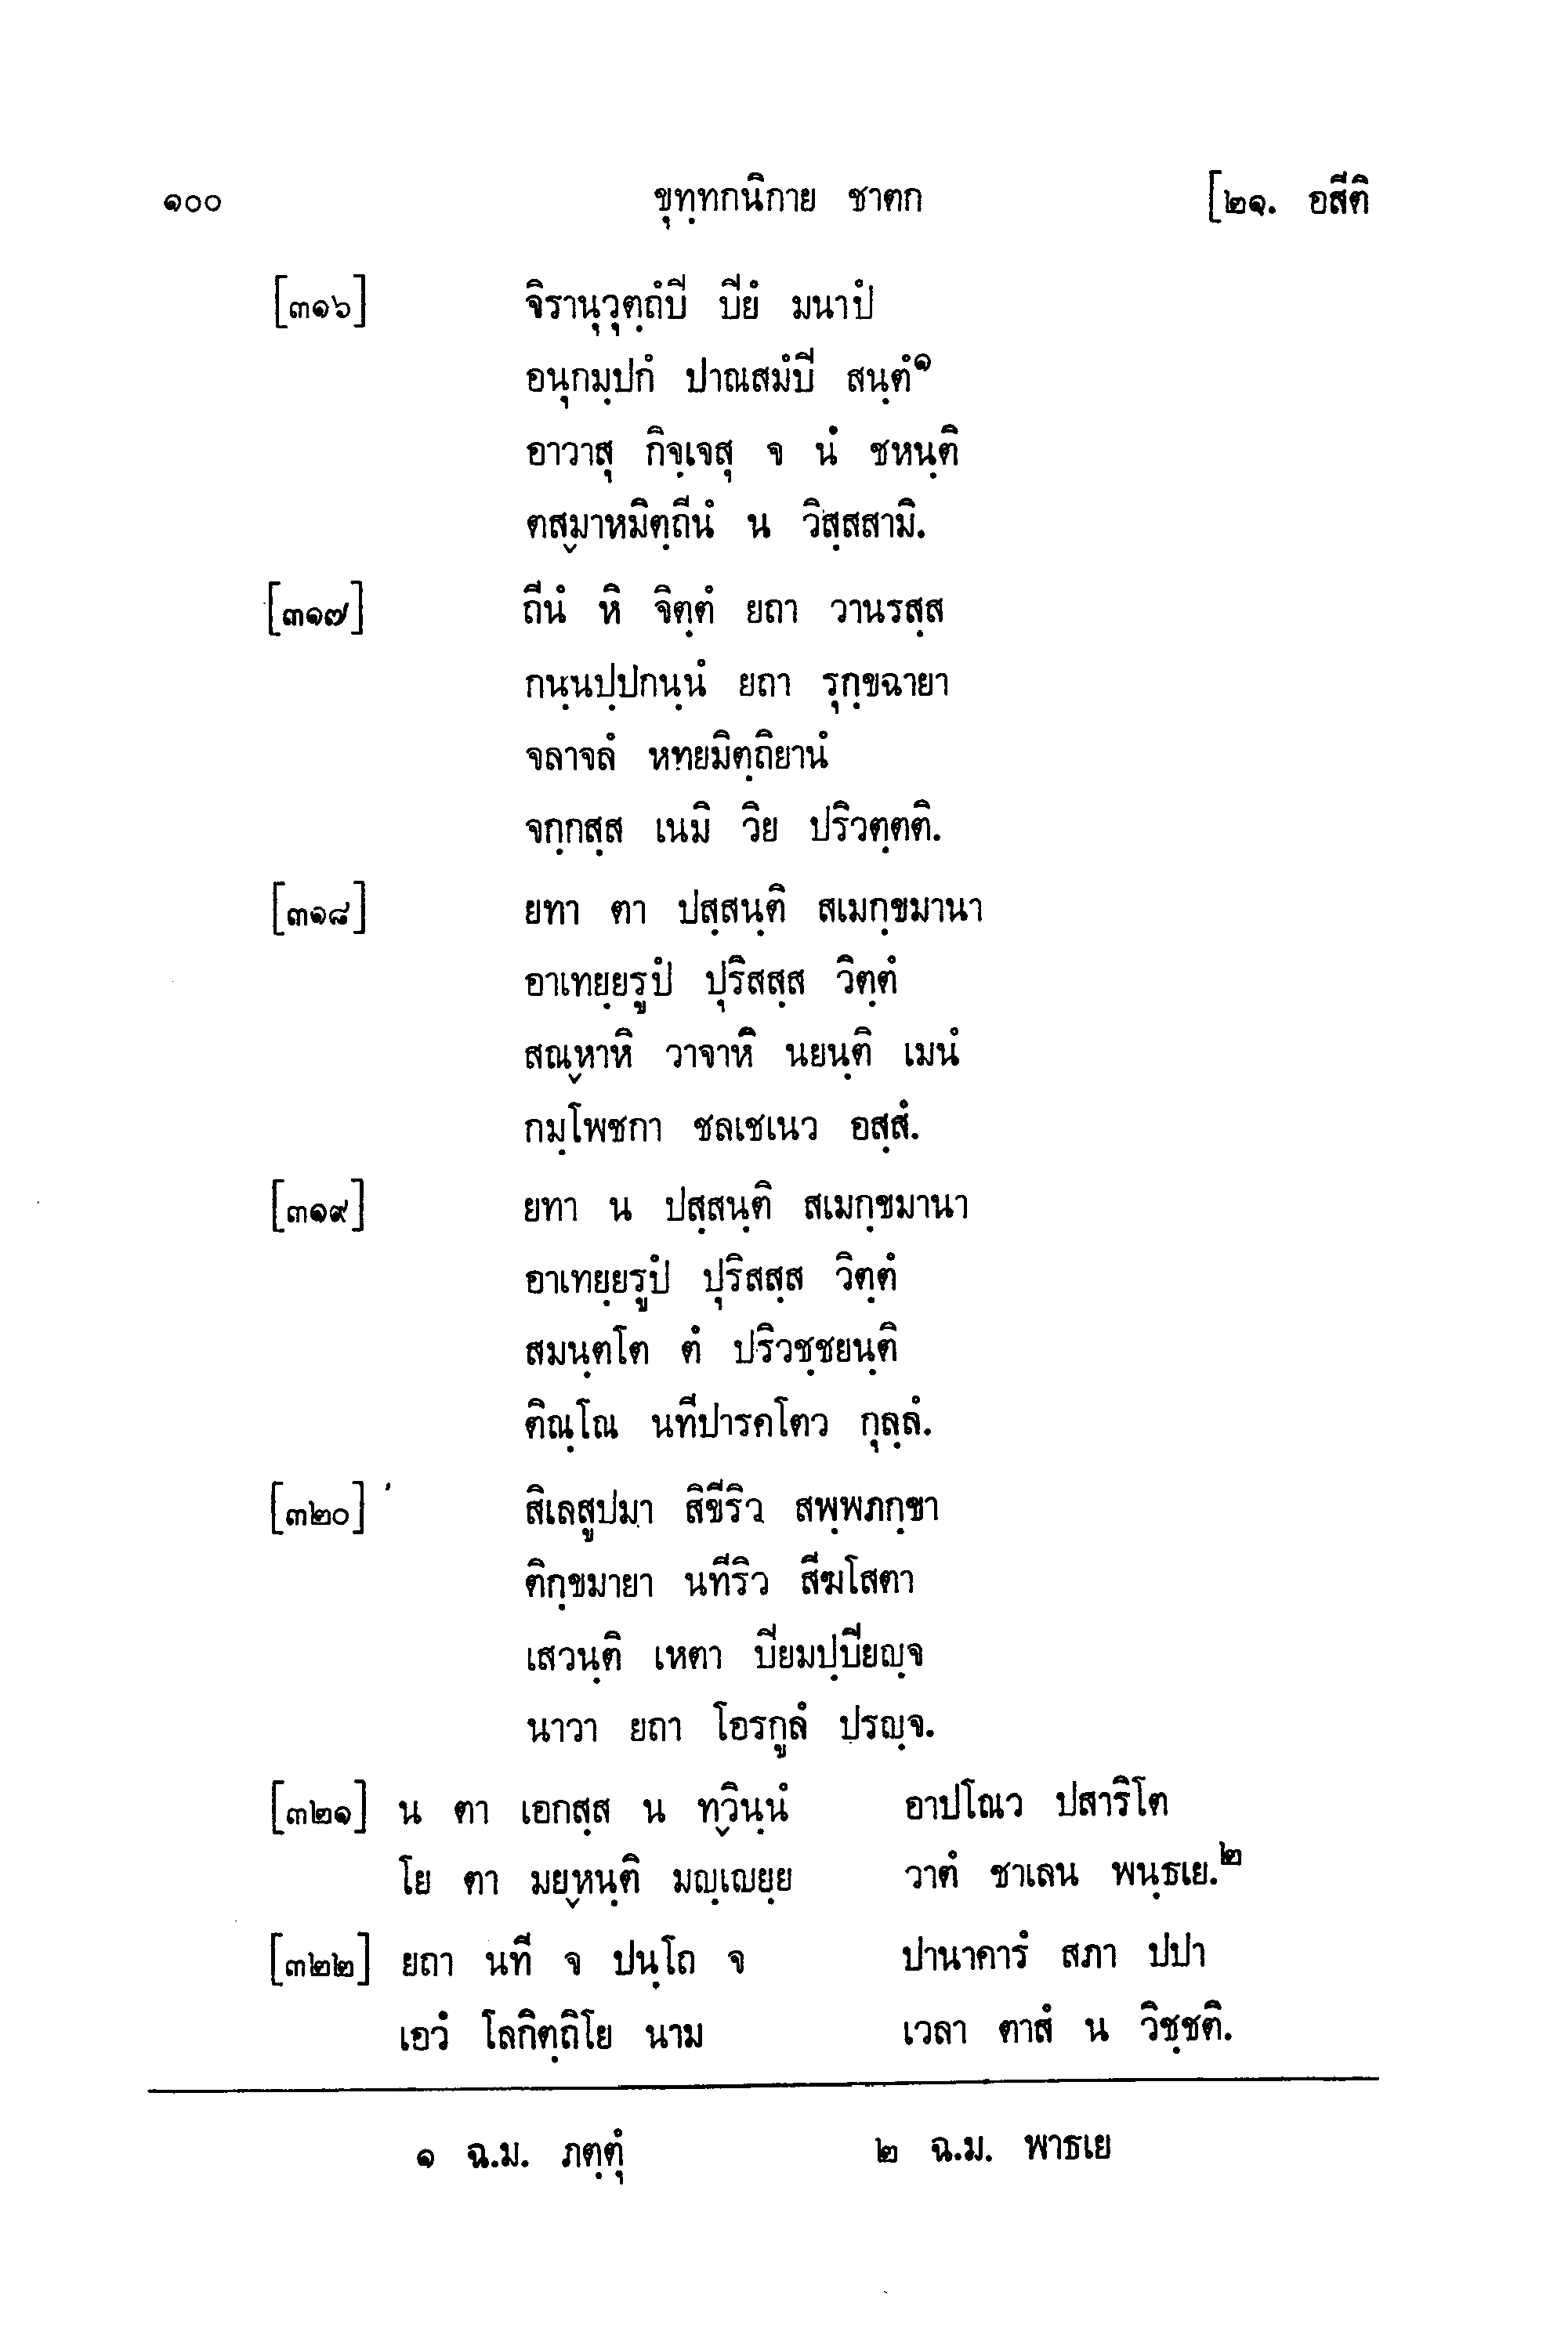 ๑๐๐ ขุทฺทกนิกาย ชาตก [๒๑. อสีติ
[๓๑๖] จิรานุวุตฺถํปี ปียํ มนาปํ
อนุกมฺปกํ ปาณสมํปี สนฺตํ๑
อาวาสุ กิจฺเจสุ จ นํ ชหนฺติ
ตสฺมาหมิตฺถีนํ น วิสฺสสามิ.
[๓๑๗] ถีนํ หิ จิตฺตํ ยถา วานรสฺส
กนฺนปฺปกนฺนํ ยถา รุกฺขฉายา
จลาจลํ หทยมิตฺถิยานํ
จกฺกสฺส เนมิ วิย ปริวตฺตติ.
[๓๑๘] ยทา ตา ปสฺสนฺติ สเมกฺขมานา
อาเทยฺยรูปํ ปุริสสฺส วิตฺตํ
สณฺหาหิ วาจาหิ นยนฺติ เมนํ
กมฺโพชกา ชลเชเนว อสฺสํ.
[๓๑๙] ยทา น ปสฺสนฺติ สเมกฺขมานา
อาเทยฺยรูปํ ปุริสสฺส วิตฺตํ
สมนฺตโต ตํ ปริวชฺชยนฺติ
ติณฺโณ นทีปารคโตว กุลฺลํ.
[๓๒๐] สิเลสูปมา สิขีริว สพฺพภกฺขา
ติกฺขมายา นทีริว สีฆโสตา
เสวนฺติ เหตา ปียมปฺปียญฺจ
นาวา ยถา โอรกูลํ ปรญฺจ.
[๓๒๑] น ตา เอกสฺส น ทฺวินฺนํ อาปโณว ปสาริโต
โย ตา มยฺหนฺติ มญฺเญยฺย วาตํ ชาเลน พนฺธเย.๒
[๓๒๒] ยถา นที จ ปนฺโถ จ ปานาคารํ สภา ปปา
เอวํ โลกิตฺถิโย นาม เวลา ตาสํ น วิชฺชติ.
๑ ฉ.ม. ภตฺตุํ ๒ ฉ.ม. พาธเย